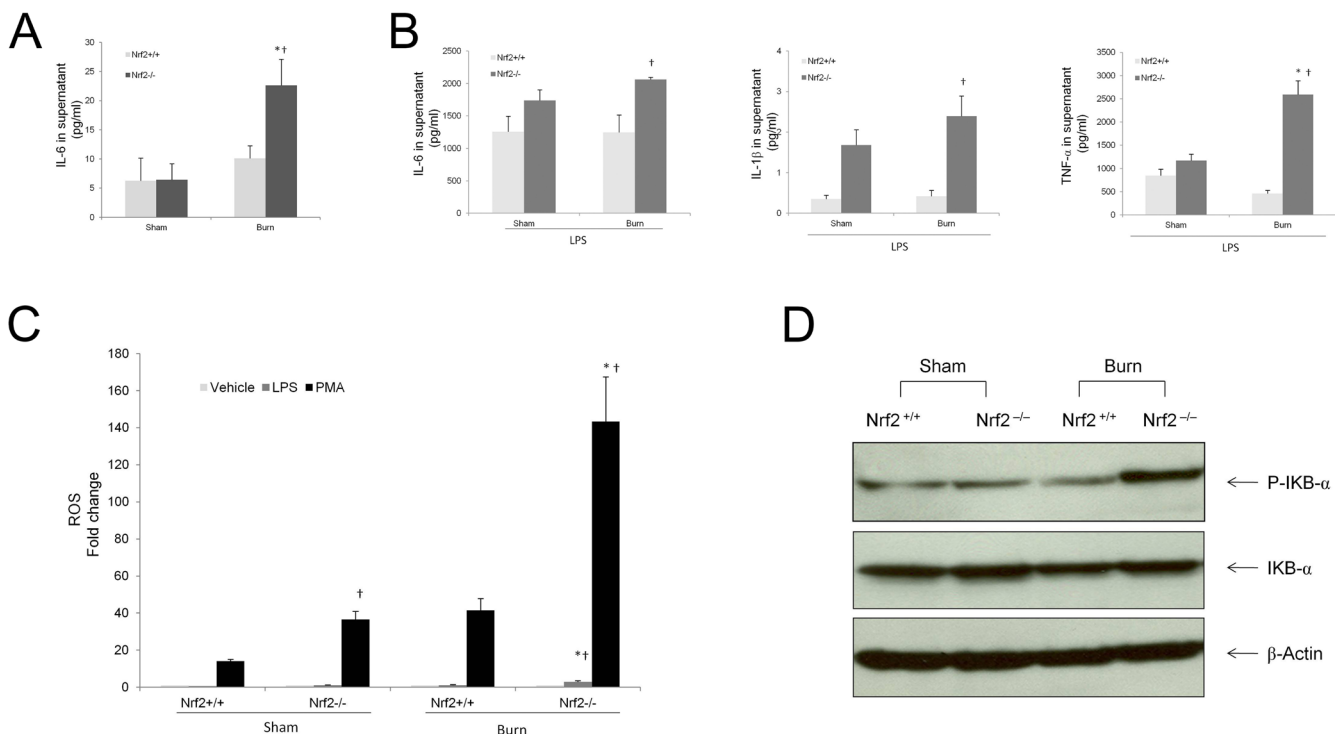 A
IL-6 in supernatant
(pg/ml)
30
25
20
15
10
5
0
Nrf2+/+
Nrf2-/-
*†
Sham
Burn
B
IL-6 in supernatant
(pg/ml)
2500
2000
1500
1000
500
0
Nrf2+/+
Nrf2-/-
†
Sham
Burn
LPS
IL-1β in supernatant
(pg/ml)
4
3
2
1
0
Nrf2+/+
Nrf2-/-
†
Sham
Burn
LPS
TNF-α in supernatant
(pg/ml)
3500
3000
2500
2000
1500
1000
500
0
Nrf2+/+
Nrf2-/-
* †
Sham
Burn
LPS
C
ROS
Fold change
180
160
140
120
100
80
60
40
20
0
Vehicle LPS PMA
†
*†
* †
Nrf2+/+ Nrf2-/- Nrf2+/+ Nrf2-/-
Sham Burn
D
Sham Burn
Nrf2 +/+ Nrf2 –/– Nrf2 +/+ Nrf2 –/–
← P-IKB-α
← IKB-α
← β-Actin